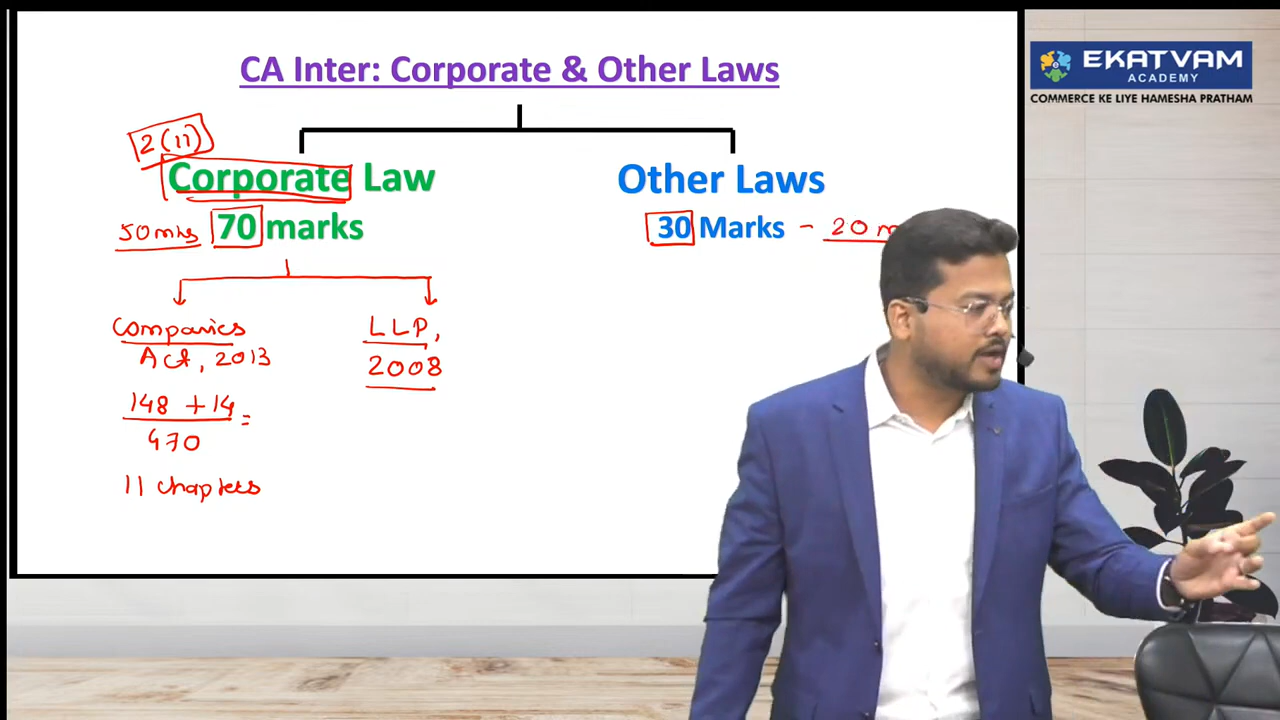 CA Inter: Corporate & Other Laws
EKATVAM
ACADEMY
COMMERCE KE LIYE HAMESHA PRATHAM
2 (11)
Corporate Law
Other Laws
50 mks 70 marks
30 Marks - 20 m
Companies
Act, 2013
LLP,
2008
148 + 14
=
470
11 chapters